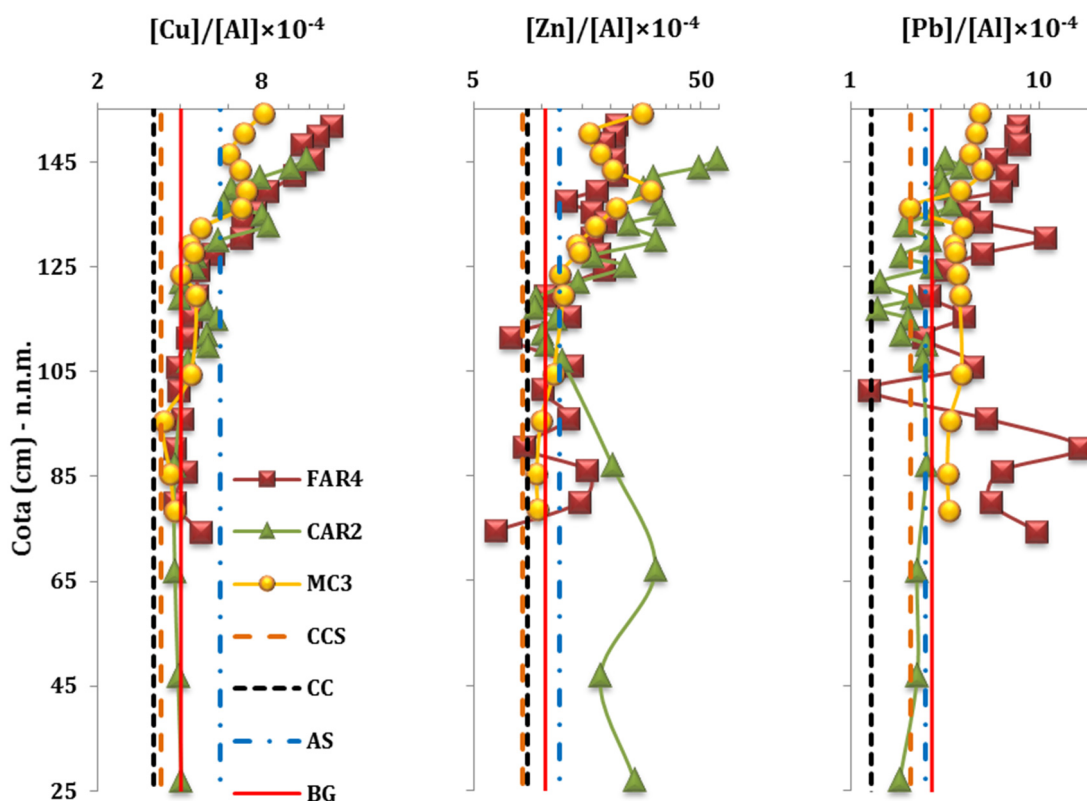 [Cu]/[Al]×10-4
[Zn]/[Al]×10-4
[Pb]/[Al]×10-4
2 8
5 50
1 10
145
125
105
85
65
45
25
Cota (cm) - n.n.m.
FAR4
CAR2
MC3
CCS
CC
AS
BG